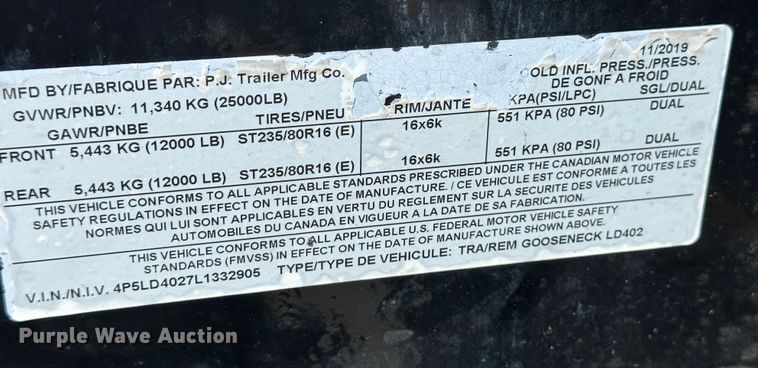 11/2019
MFD BY/FABRIQUE PAR: P.J: Trailer Mfg Co.
COLD INFL. PRESS./PRESS.
DE GONF A FROID
GVWR/PNBV: 11,340 KG (25000LB)
GAWR/PNBE TIRES/PNEU RIM/JANTE KPA(PSI/LPC) SGL/DUAL
FRONT 5,443 KG (12000 LB) ST235/80R16 (E) 16x6k 551 KPA (80 PSI) DUAL
REAR 5,443 KG (12000 LB) ST235/80R16 (E) 16x6k 551 KPA (80 PSI) DUAL
THIS VEHICLE CONFORMS TO ALL APPLICABLE STANDARDS PRESCRIBED UNDER THE CANADIAN MOTOR VEHICLE
SAFETY REGULATIONS IN EFFECT ON THE DATE OF MANUFACTURE. / CE VEHICULE EST CONFORME A TOUTES LES
NORMES QUI LUI SONT APPLICABLES EN VERTU DU REGLEMENT SUR LA SECURITE DES VEHICULES
AUTOMOBILES DU CANADA EN VIGUEUR A LA DATE DE SA FABRICATION.
THIS VEHICLE CONFORMS TO ALL APPLICABLE U.S. FEDERAL MOTOR VEHICLE SAFETY
STANDARDS (FMVSS) IN EFFECT ON THE DATE OF MANUFACTURE SHOWN ABOVE.
V.I.N./N.I.V. 4P5LD4027L1332905 TYPE/TYPE DE VEHICULE: TRA/REM GOOSENECK LD402
Purple Wave Auction